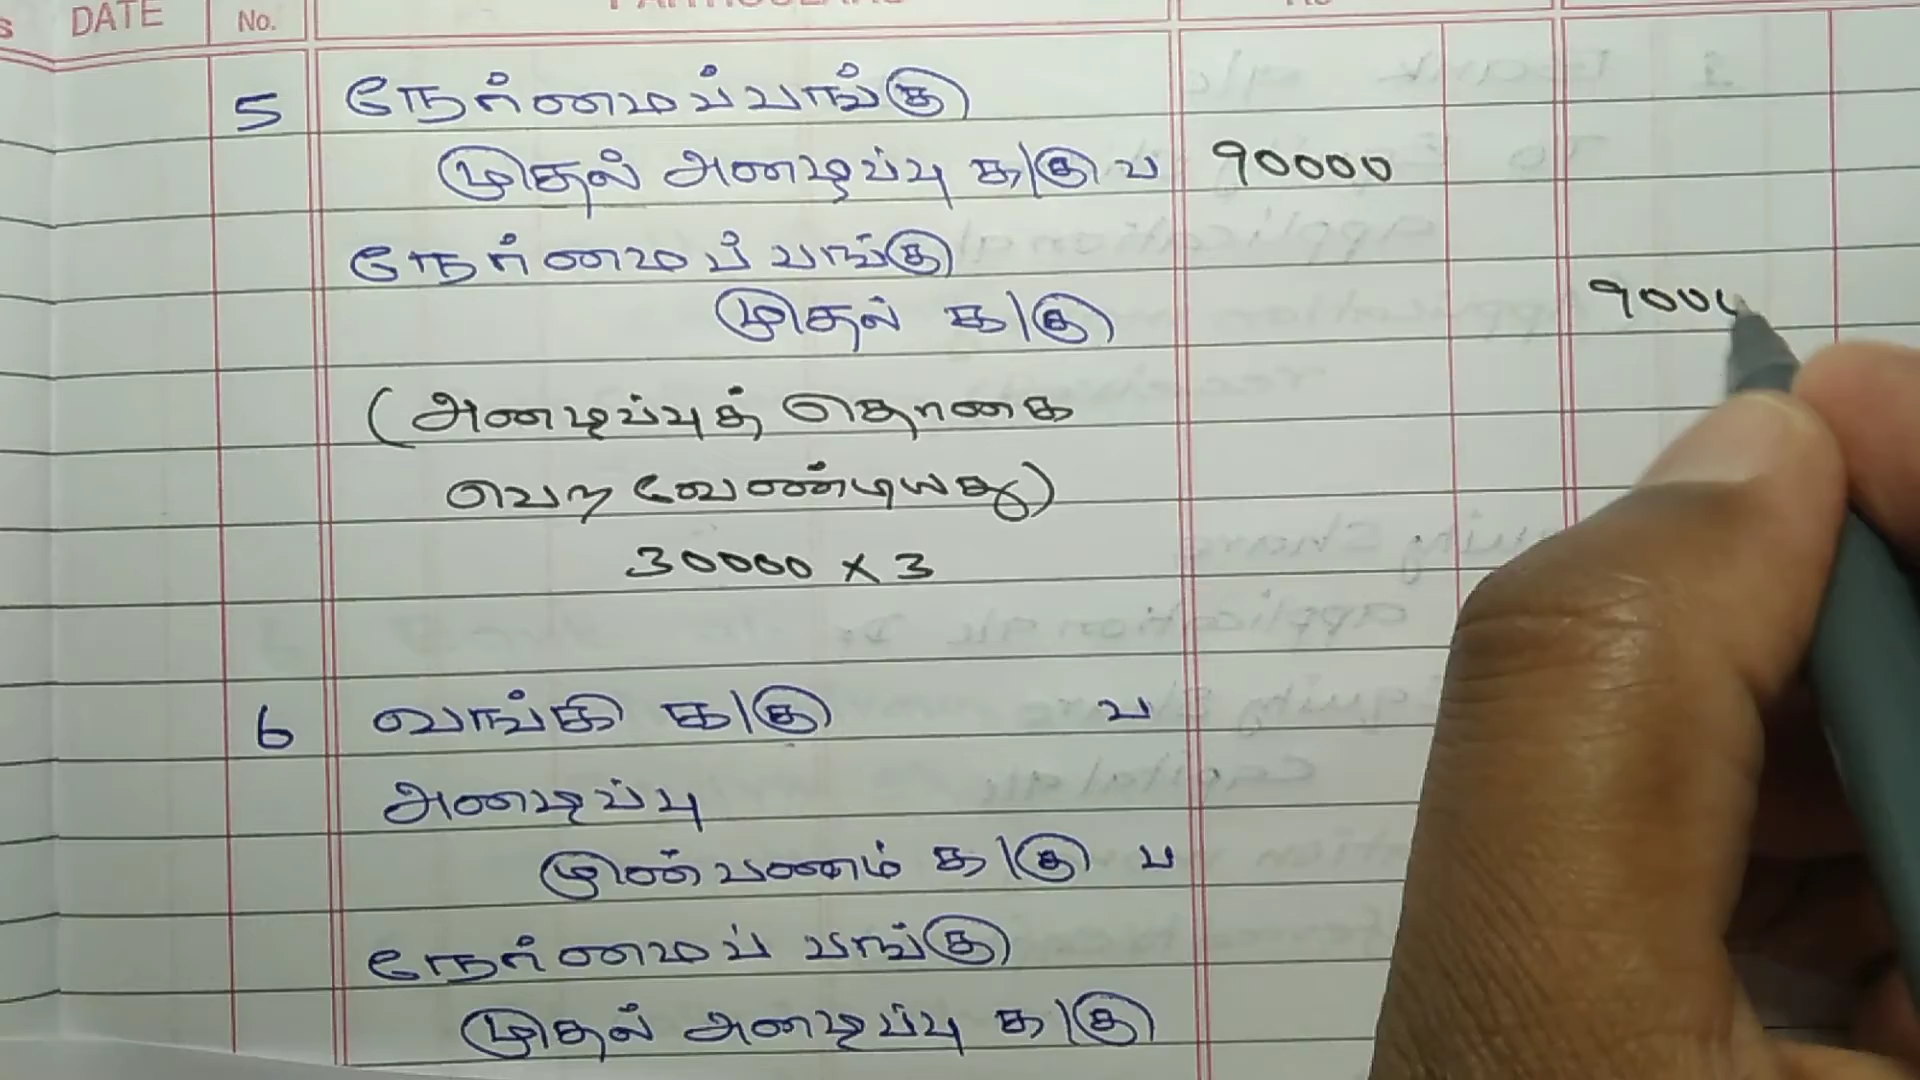 DATE No.
5 நேர்மைப்பங்கு
முதல் அழைப்பு க/கு ப 90000
நேர்மைப் பங்கு
முதல் க/கு 9000
(அழைப்புத் தொகை
பெற வேண்டியது)
30000 × 3
6 வங்கி க/கு ப
அழைப்பு
முன்பணம் க/கு ப
நேர்மைப் பங்கு
முதல் அழைப்பு க/கு